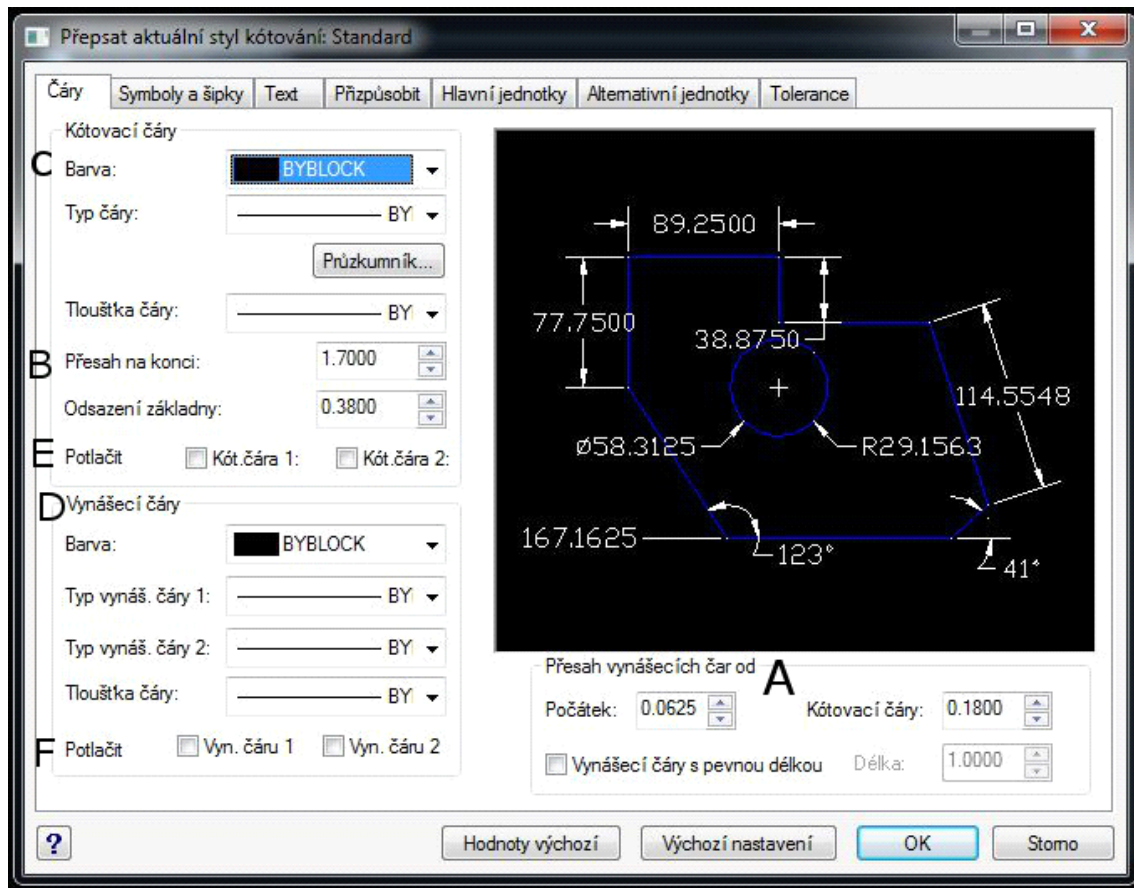 Přepsat aktuální styl kótování: Standard
Čáry Symboly a šipky Text Přizpůsobit Hlavní jednotky Alternativní jednotky Tolerance
Kótovací čáry
C Barva: BYBLOCK
Typ čáry: BY
Průzkumník...
Tloušťka čáry: BY
B Přesah na konci: 1.7000
Odsazení základny: 0.3800
E Potlačit Kót.čára 1: Kót.čára 2:
D Vynášecí čáry
Barva: BYBLOCK
Typ vynáš. čáry 1: BY
Typ vynáš. čáry 2: BY
Tloušťka čáry: BY
F Potlačit Vyn. čáru 1 Vyn. čáru 2
89.2500
77.7500
38.8750
114.5548
ø58.3125 R29.1563
167.1625
123°
41°
Přesah vynášecích čar od A
Počátek: 0.0625 Kótovací čáry: 0.1800
Vynášecí čáry s pevnou délkou Délka: 1.0000
? Hodnoty výchozí Výchozí nastavení OK Storno